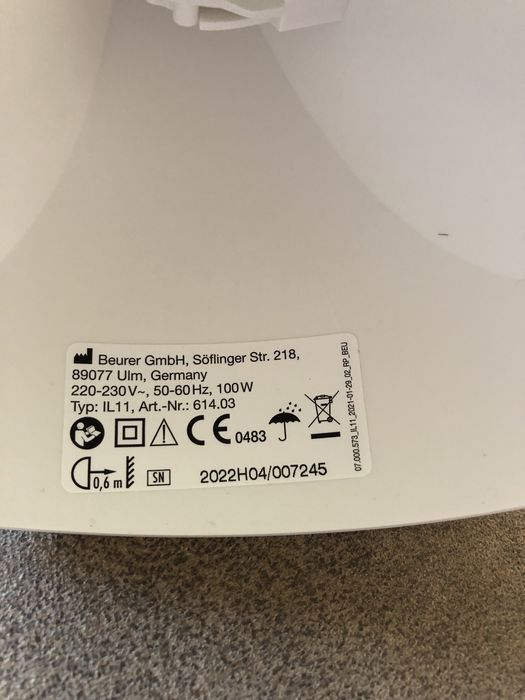 Beurer GmbH, Söflinger Str. 218,
89077 Ulm, Germany
220-230V~, 50-60Hz, 100W
Typ: IL11, Art.-Nr.: 614.03
CE 0483
0,6 m
SN
2022H04/007245
07.000.573_IL11_2021-01-29_02_RP_BEU